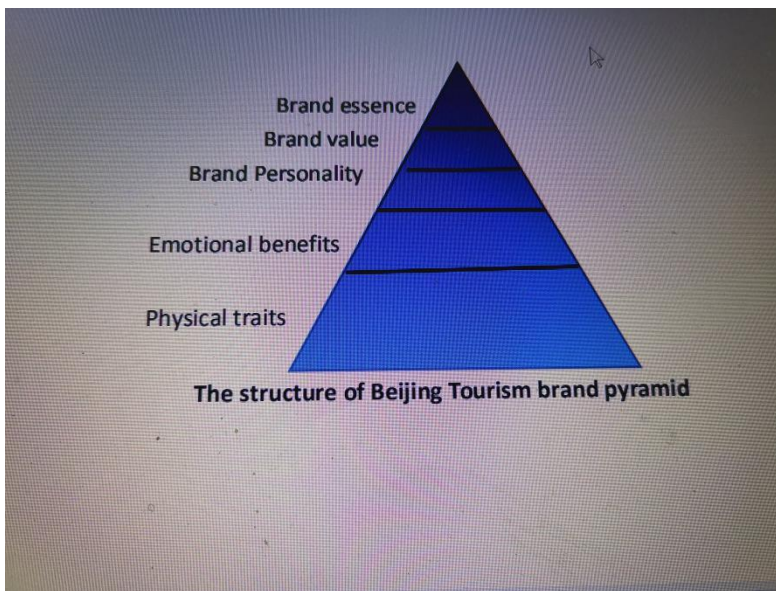 Brand essence
Brand value
Brand Personality
Emotional benefits
Physical traits
The structure of Beijing Tourism brand pyramid